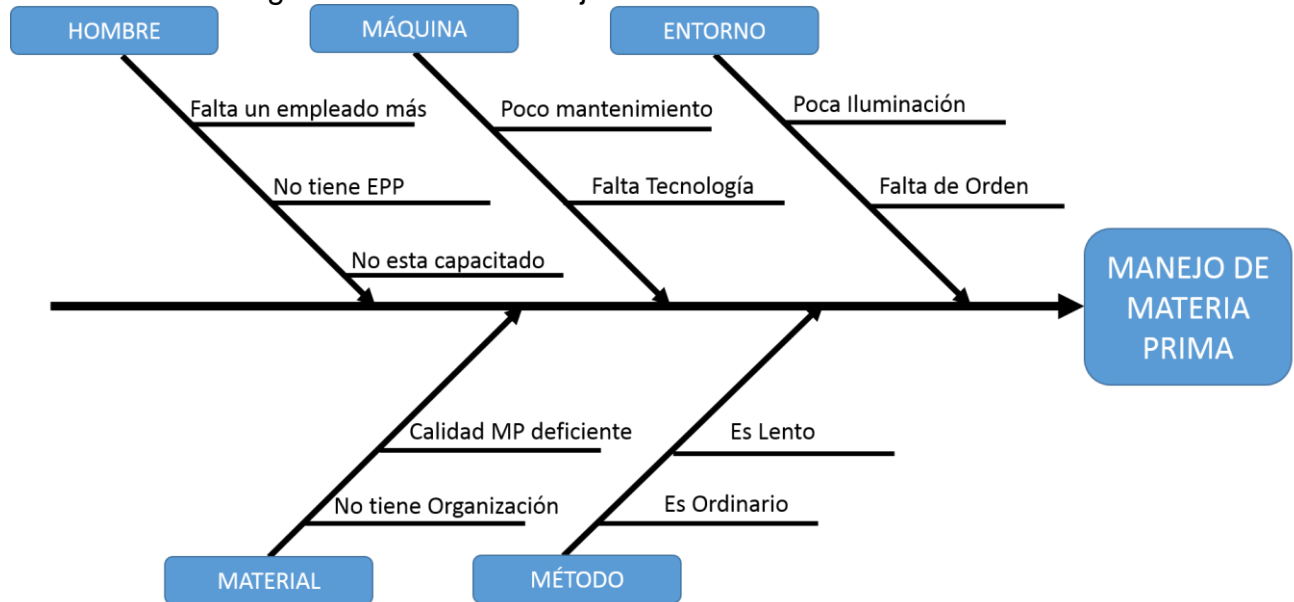 HOMBRE
MÁQUINA
ENTORNO
Falta un empleado más
Poco mantenimiento
Poca Iluminación
No tiene EPP
Falta Tecnología
Falta de Orden
No esta capacitado
MANEJO DE
MATERIA
PRIMA
Calidad MP deficiente
Es Lento
No tiene Organización
Es Ordinario
MATERIAL
MÉTODO